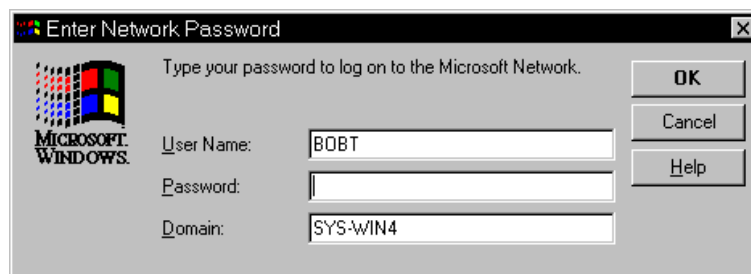 Enter Network Password
Type your password to log on to the Microsoft Network.
OK
Cancel
Help
MICROSOFT.
WINDOWS.
User Name: BOBT
Password:
Domain: SYS-WIN4